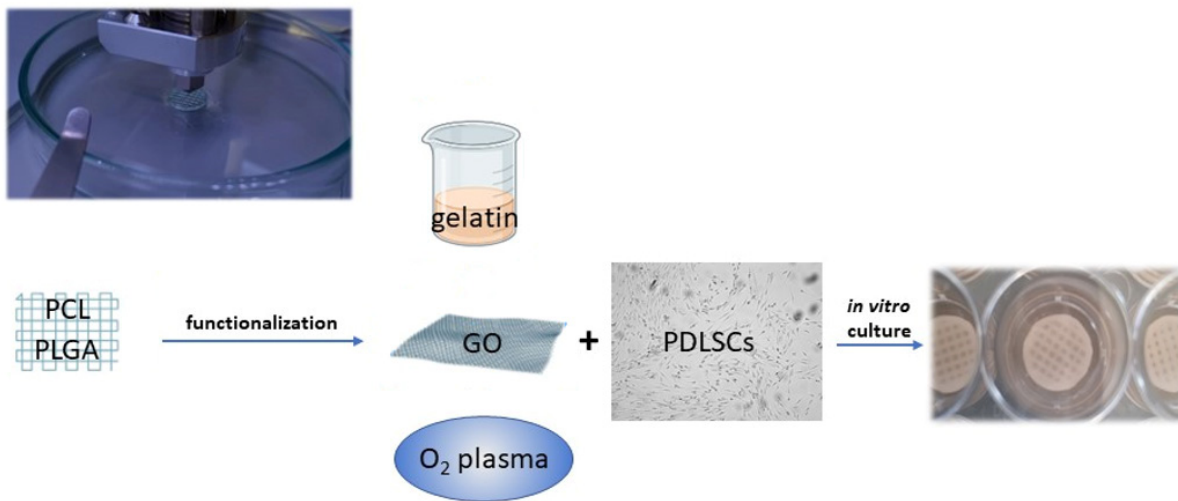 gelatin
PCL
PLGA
functionalization
GO
+
PDLSCs
in vitro
culture
O₂ plasma